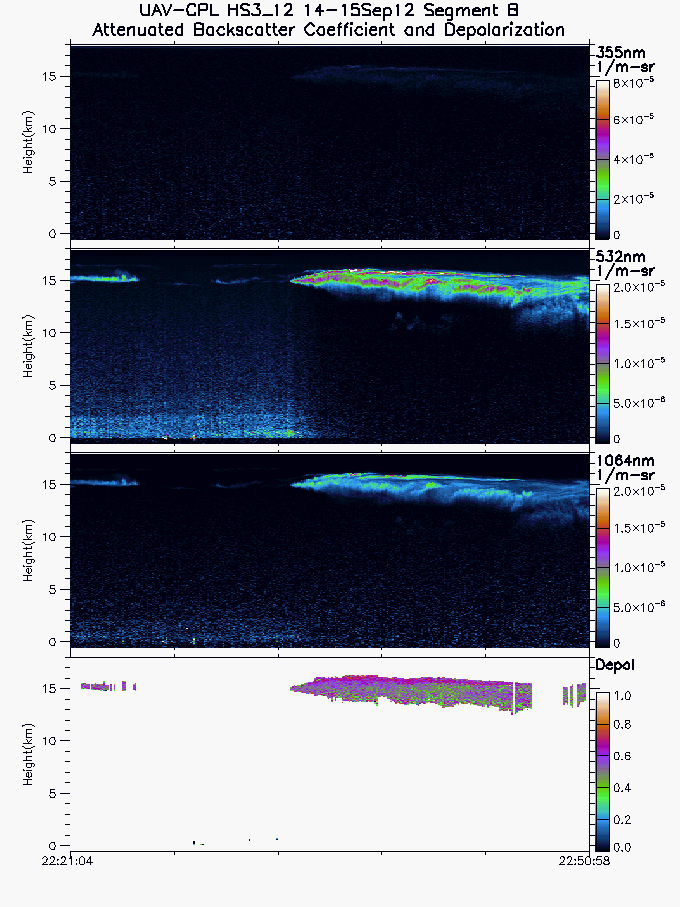 UAV-CPL HS3_12 14-15Sep12 Segment B
Attenuated Backscatter Coefficient and Depolarization
355nm
1/m-sr
8×10⁻⁵
6×10⁻⁵
4×10⁻⁵
2×10⁻⁵
0
Height(km)
15
10
5
0
532nm
1/m-sr
2.0×10⁻⁵
1.5×10⁻⁵
1.0×10⁻⁵
5.0×10⁻⁶
0
Height(km)
15
10
5
0
1064nm
1/m-sr
2.0×10⁻⁵
1.5×10⁻⁵
1.0×10⁻⁵
5.0×10⁻⁶
0
Height(km)
15
10
5
0
Depol
1.0
0.8
0.6
0.4
0.2
0.0
Height(km)
15
10
5
0
22:21:04 22:50:58